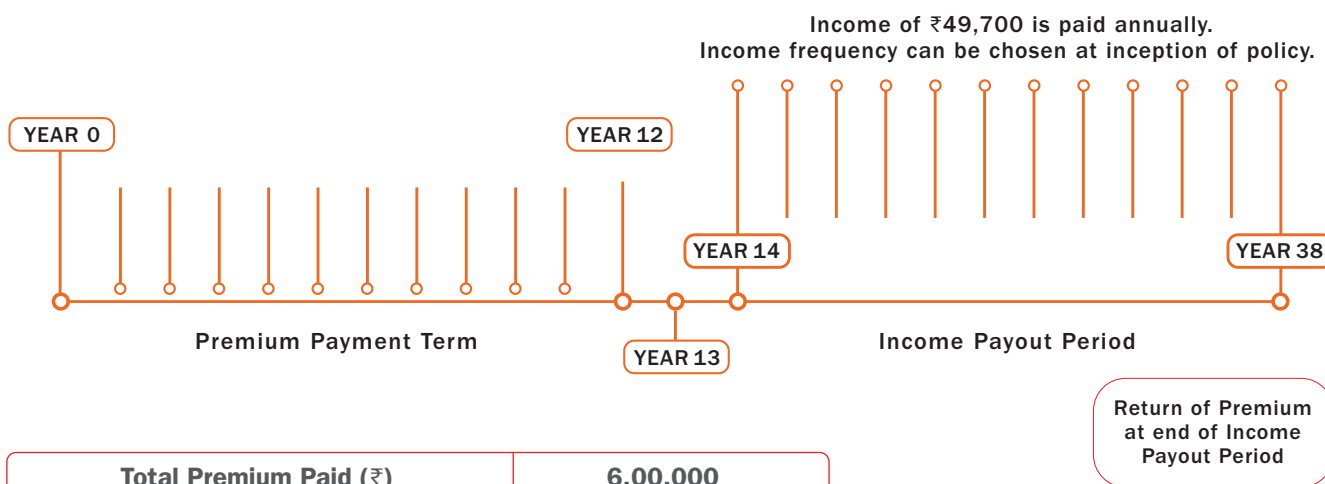 Income of ₹49,700 is paid annually.
Income frequency can be chosen at inception of policy.
YEAR 0
YEAR 12
YEAR 14
YEAR 38
Premium Payment Term
Income Payout Period
YEAR 13
Return of Premium
at end of Income
Payout Period
Total Premium Paid (₹)
6,00,000